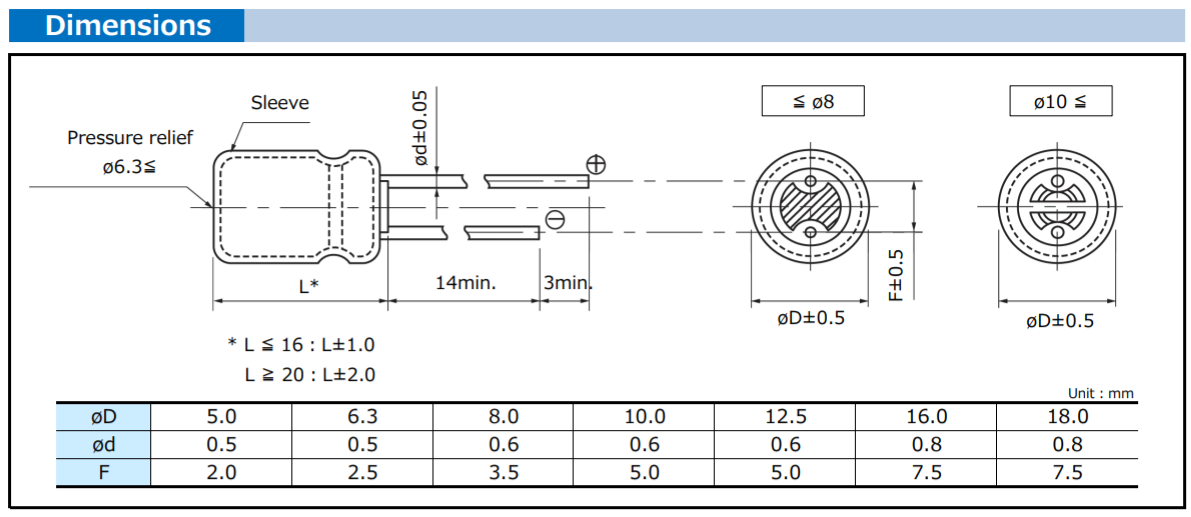 Dimensions
Sleeve
Pressure relief
ø6.3≦
ød±0.05
⊕
⊖
L*
14min.
3min.
≦ ø8
ø10 ≦
F±0.5
øD±0.5
øD±0.5
* L ≦ 16 : L±1.0
L ≧ 20 : L±2.0
Unit : mm
øD 5.0 6.3 8.0 10.0 12.5 16.0 18.0
ød 0.5 0.5 0.6 0.6 0.6 0.8 0.8
F 2.0 2.5 3.5 5.0 5.0 7.5 7.5